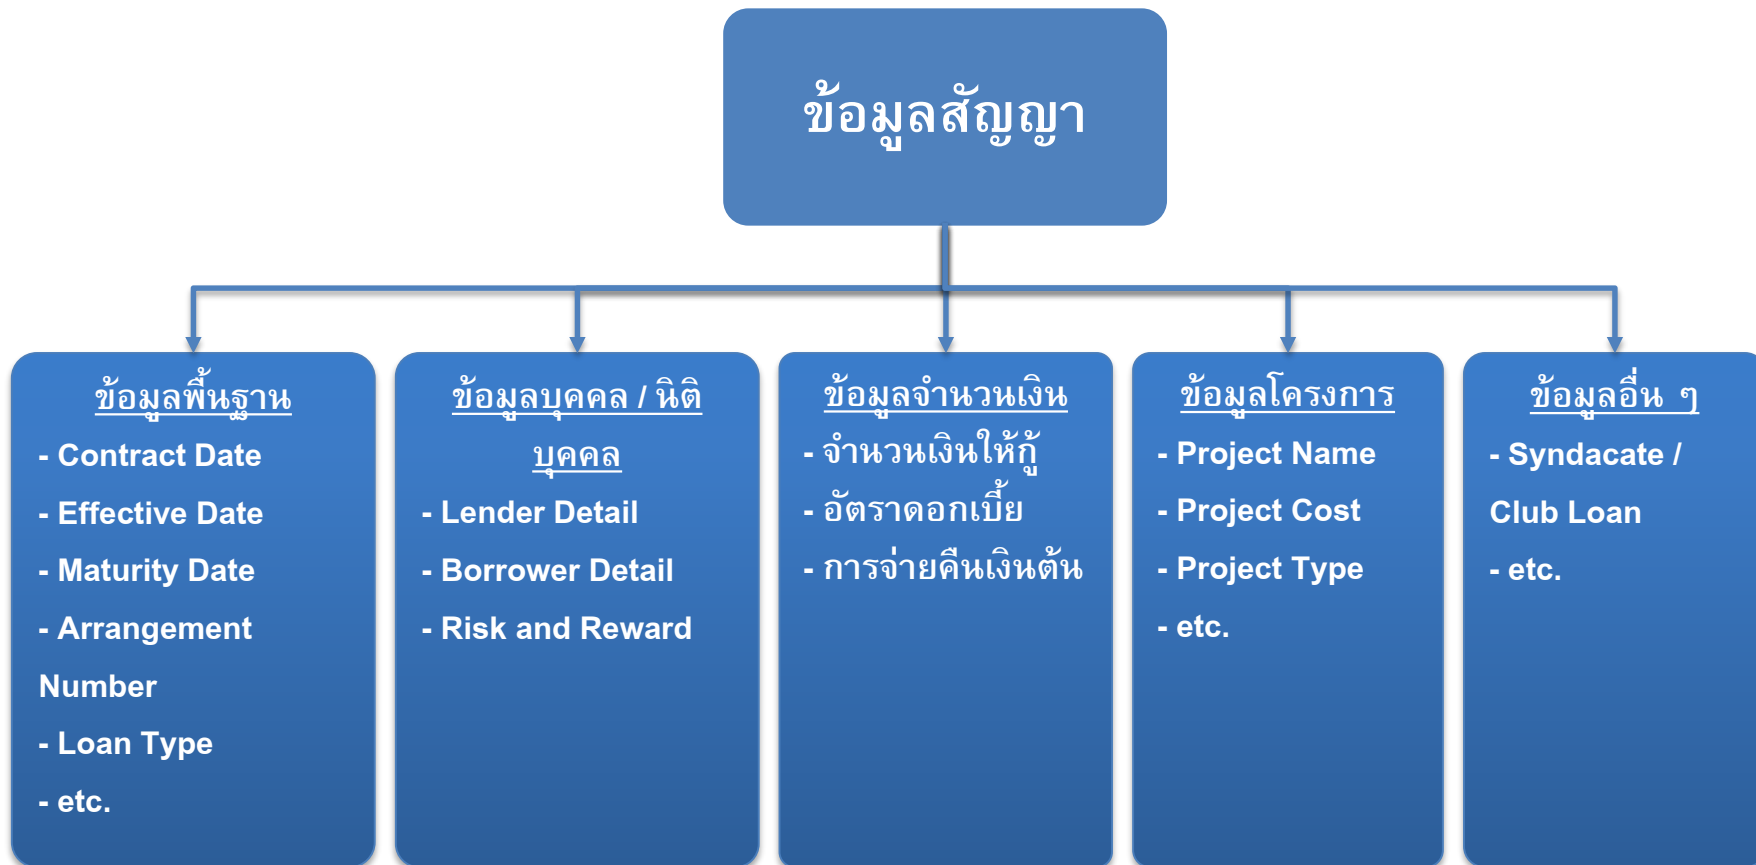 ข้อมูลสัญญา
ข้อมูลพื้นฐาน
- Contract Date
- Effective Date
- Maturity Date
- Arrangement
Number
- Loan Type
- etc.
ข้อมูลบุคคล / นิติ
บุคคล
- Lender Detail
- Borrower Detail
- Risk and Reward
ข้อมูลจำนวนเงิน
- จำนวนเงินให้กู้
- อัตราดอกเบี้ย
- การจ่ายคืนเงินต้น
ข้อมูลโครงการ
- Project Name
- Project Cost
- Project Type
- etc.
ข้อมูลอื่น ๆ
- Syndacate /
Club Loan
- etc.